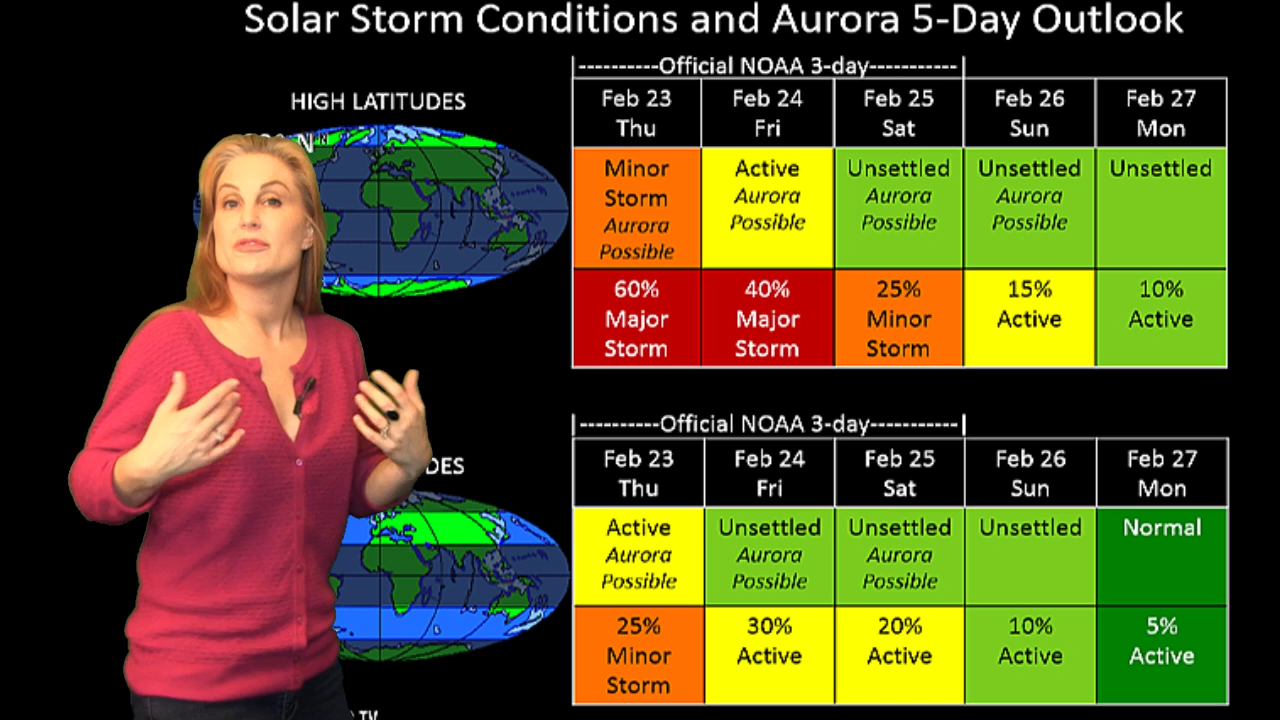 Solar Storm Conditions and Aurora 5-Day Outlook
|----------Official NOAA 3-day-----------|
HIGH LATITUDES
Feb 23 Feb 24 Feb 25 Feb 26 Feb 27
Thu Fri Sat Sun Mon
Minor Active Unsettled Unsettled Unsettled
Storm Aurora Aurora Aurora
Aurora Possible Possible Possible
Possible
60% 40% 25% 15% 10%
Major Major Minor Active Active
Storm Storm Storm
|----------Official NOAA 3-day-----------|
DES
Feb 23 Feb 24 Feb 25 Feb 26 Feb 27
Thu Fri Sat Sun Mon
Active Unsettled Unsettled Unsettled Normal
Aurora Aurora Aurora
Possible Possible Possible
25% 30% 20% 10% 5%
Minor Active Active Active Active
Storm
TV